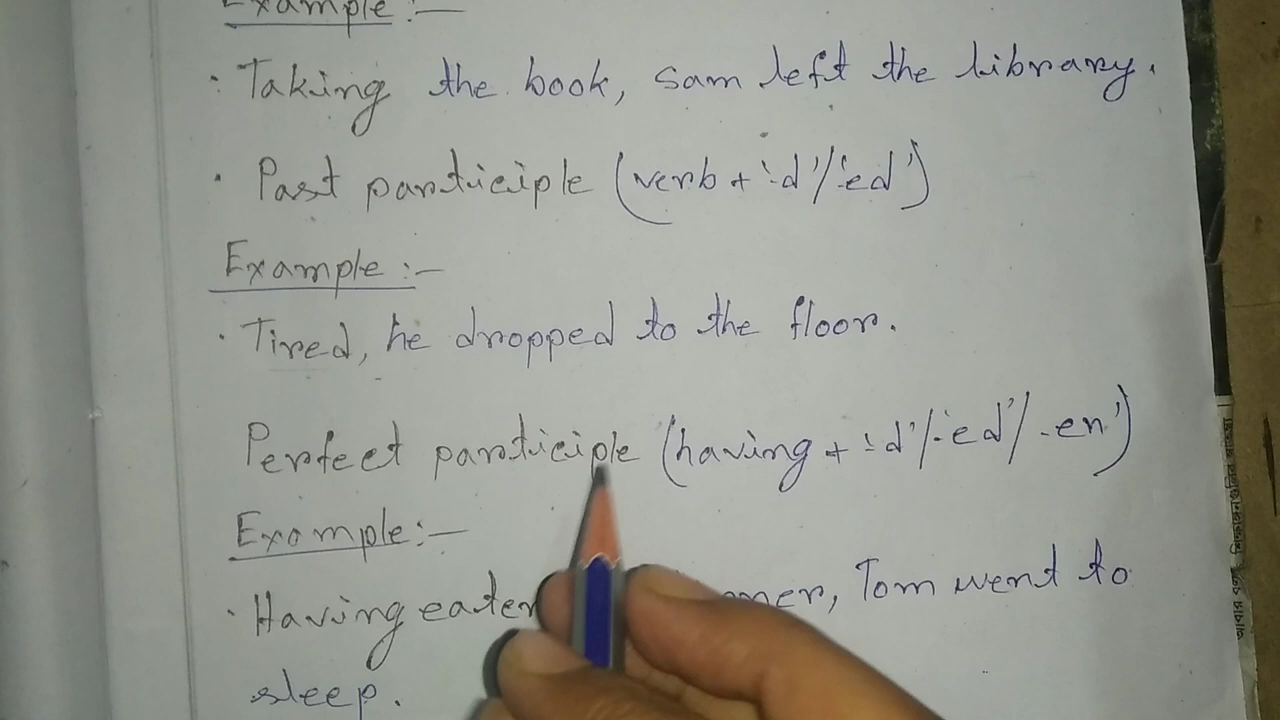 Example :-
· Taking the book, Sam left the library.
· Past participle (verb + '-d'/'-ed')
Example :-
· Tired, he dropped to the floor.
Perfect participle (having + '-d'/'-ed'/'-en')
Example :-
· Having eaten Tom went to
sleep.